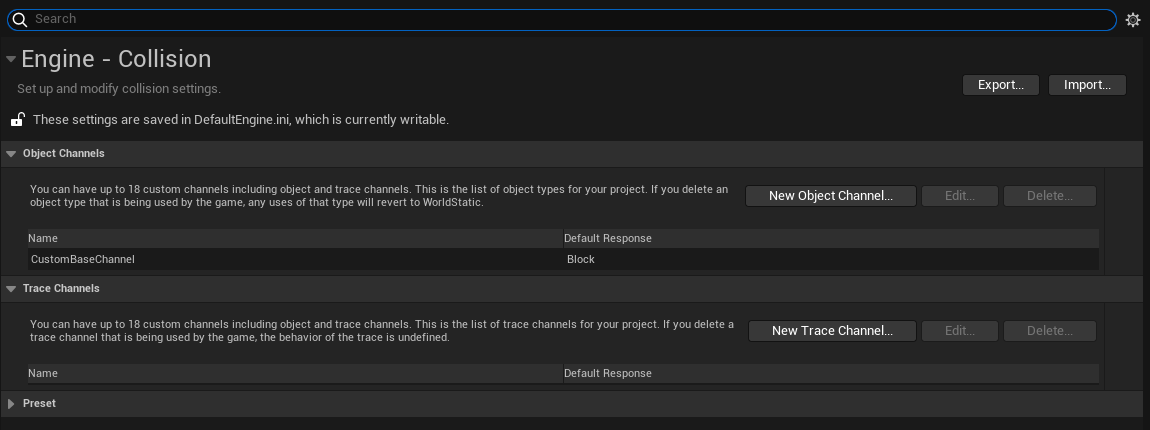 Search
Engine - Collision
Set up and modify collision settings.
Export...
Import...
These settings are saved in DefaultEngine.ini, which is currently writable.
Object Channels
You can have up to 18 custom channels including object and trace channels. This is the list of object types for your project. If you delete an
object type that is being used by the game, any uses of that type will revert to WorldStatic.
New Object Channel...
Edit...
Delete...
Name
Default Response
CustomBaseChannel
Block
Trace Channels
You can have up to 18 custom channels including object and trace channels. This is the list of trace channels for your project. If you delete a
trace channel that is being used by the game, the behavior of the trace is undefined.
New Trace Channel...
Edit...
Delete...
Name
Default Response
Preset